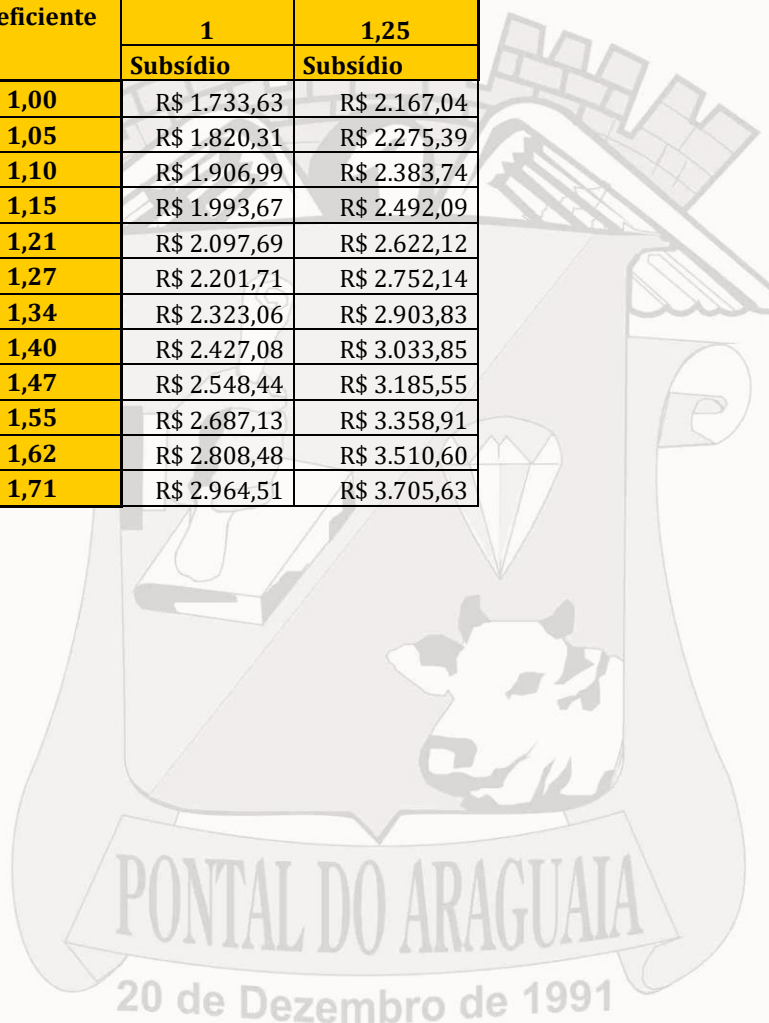 eficiente 1 1,25
Subsídio Subsídio
1,00 R$ 1.733,63 R$ 2.167,04
1,05 R$ 1.820,31 R$ 2.275,39
1,10 R$ 1.906,99 R$ 2.383,74
1,15 R$ 1.993,67 R$ 2.492,09
1,21 R$ 2.097,69 R$ 2.622,12
1,27 R$ 2.201,71 R$ 2.752,14
1,34 R$ 2.323,06 R$ 2.903,83
1,40 R$ 2.427,08 R$ 3.033,85
1,47 R$ 2.548,44 R$ 3.185,55
1,55 R$ 2.687,13 R$ 3.358,91
1,62 R$ 2.808,48 R$ 3.510,60
1,71 R$ 2.964,51 R$ 3.705,63
PONTAL DO ARAGUAIA
20 de Dezembro de 1991